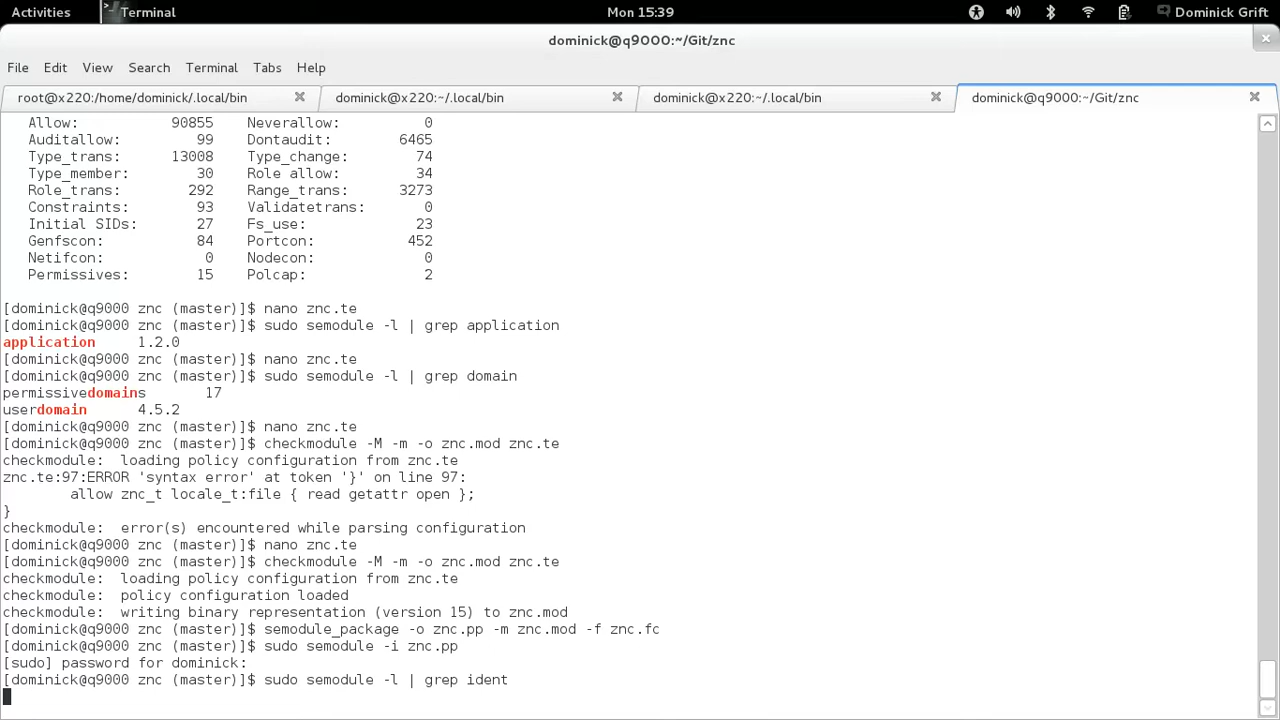 Activities Terminal Mon 15:39 Dominick Grift
dominick@q9000:~/Git/znc
File Edit View Search Terminal Tabs Help
root@x220:/home/dominick/.local/bin dominick@x220:~/.local/bin dominick@x220:~/.local/bin dominick@q9000:~/Git/znc
Allow: 90855 Neverallow: 0
Auditallow: 99 Dontaudit: 6465
Type_trans: 13008 Type_change: 74
Type_member: 30 Role allow: 34
Role_trans: 292 Range_trans: 3273
Constraints: 93 Validatetrans: 0
Initial SIDs: 27 Fs_use: 23
Genfscon: 84 Portcon: 452
Netifcon: 0 Nodecon: 0
Permissives: 15 Polcap: 2
[dominick@q9000 znc (master)]$ nano znc.te
[dominick@q9000 znc (master)]$ sudo semodule -l | grep application
application 1.2.0
[dominick@q9000 znc (master)]$ nano znc.te
[dominick@q9000 znc (master)]$ sudo semodule -l | grep domain
permissivedomains 17
userdomain 4.5.2
[dominick@q9000 znc (master)]$ nano znc.te
[dominick@q9000 znc (master)]$ checkmodule -M -m -o znc.mod znc.te
checkmodule: loading policy configuration from znc.te
znc.te:97:ERROR 'syntax error' at token '}' on line 97:
allow znc_t locale_t:file { read getattr open };
}
checkmodule: error(s) encountered while parsing configuration
[dominick@q9000 znc (master)]$ nano znc.te
[dominick@q9000 znc (master)]$ checkmodule -M -m -o znc.mod znc.te
checkmodule: loading policy configuration from znc.te
checkmodule: policy configuration loaded
checkmodule: writing binary representation (version 15) to znc.mod
[dominick@q9000 znc (master)]$ semodule_package -o znc.pp -m znc.mod -f znc.fc
[dominick@q9000 znc (master)]$ sudo semodule -i znc.pp
[sudo] password for dominick:
[dominick@q9000 znc (master)]$ sudo semodule -l | grep ident